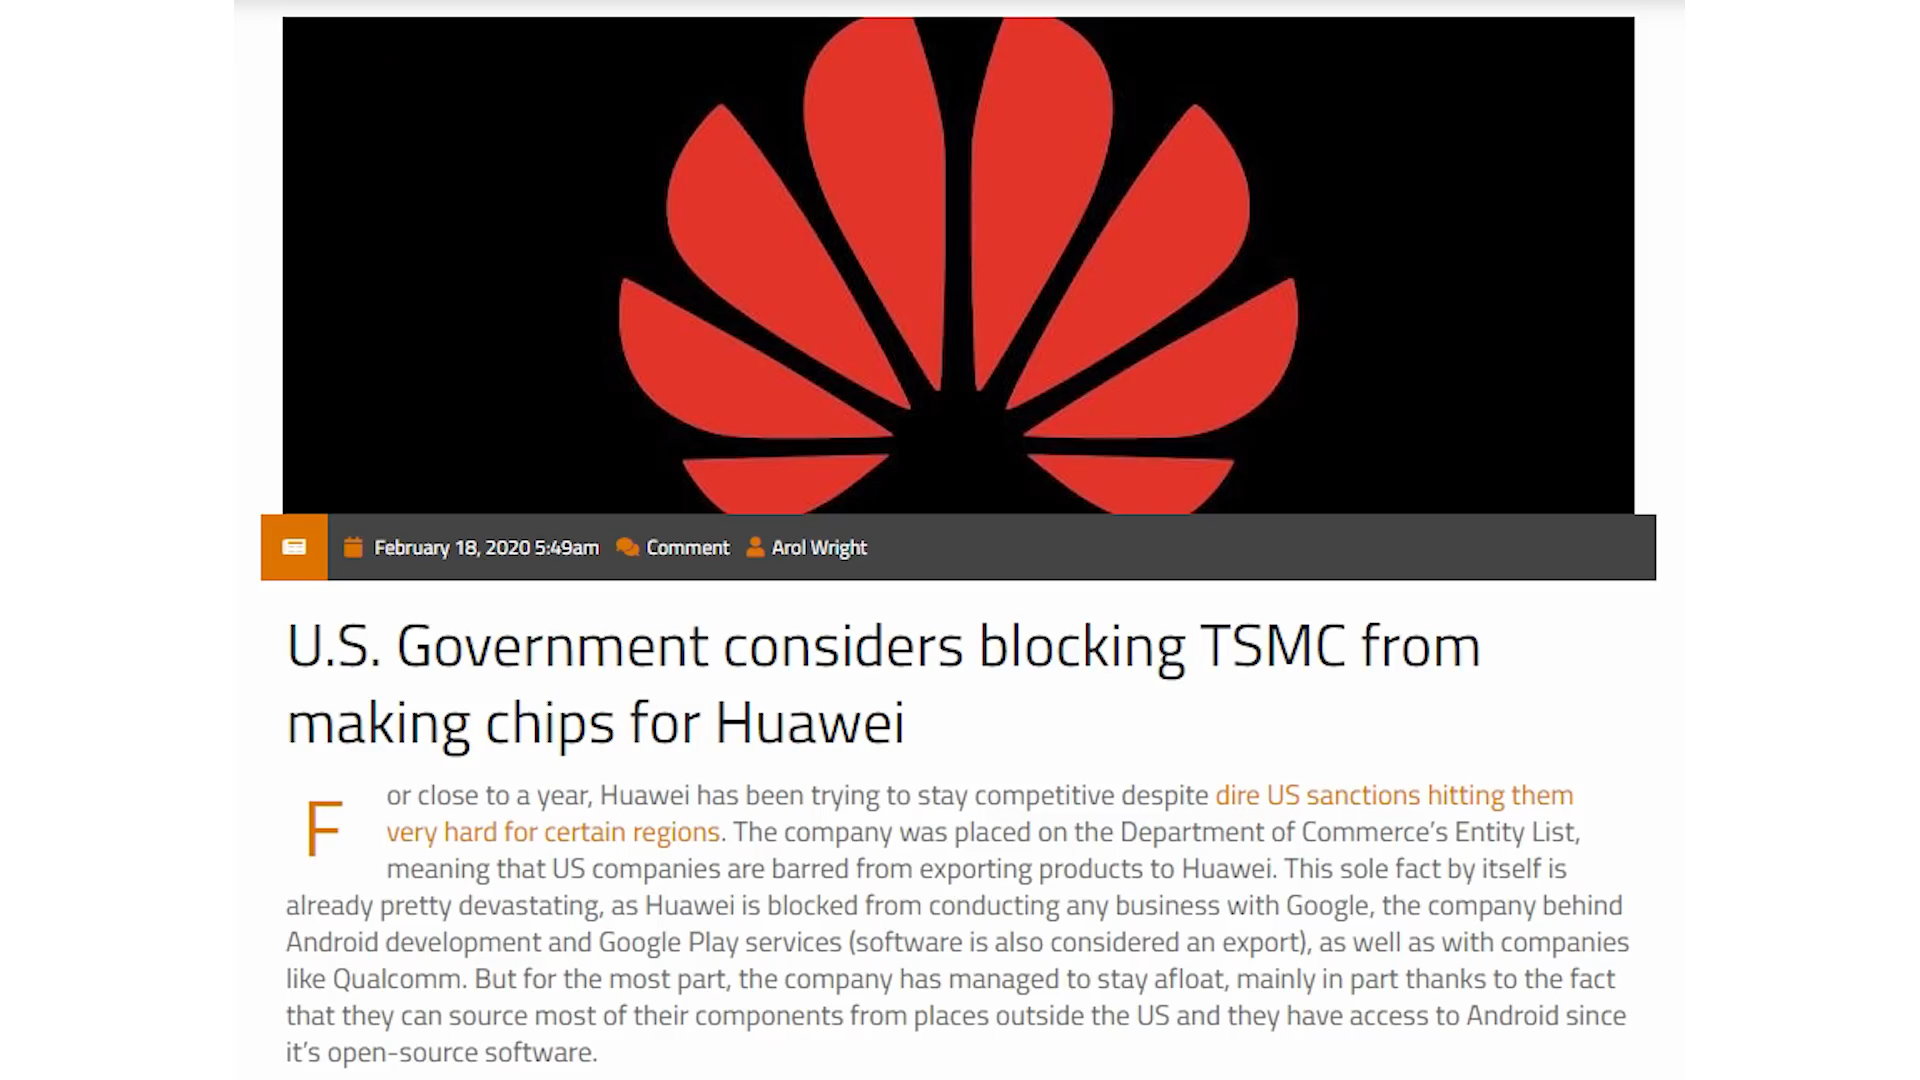 February 18, 2020 5:49am Comment Arol Wright
U.S. Government considers blocking TSMC from
making chips for Huawei
For close to a year, Huawei has been trying to stay competitive despite dire US sanctions hitting them
very hard for certain regions. The company was placed on the Department of Commerce’s Entity List,
meaning that US companies are barred from exporting products to Huawei. This sole fact by itself is
already pretty devastating, as Huawei is blocked from conducting any business with Google, the company behind
Android development and Google Play services (software is also considered an export), as well as with companies
like Qualcomm. But for the most part, the company has managed to stay afloat, mainly in part thanks to the fact
that they can source most of their components from places outside the US and they have access to Android since
it’s open-source software.